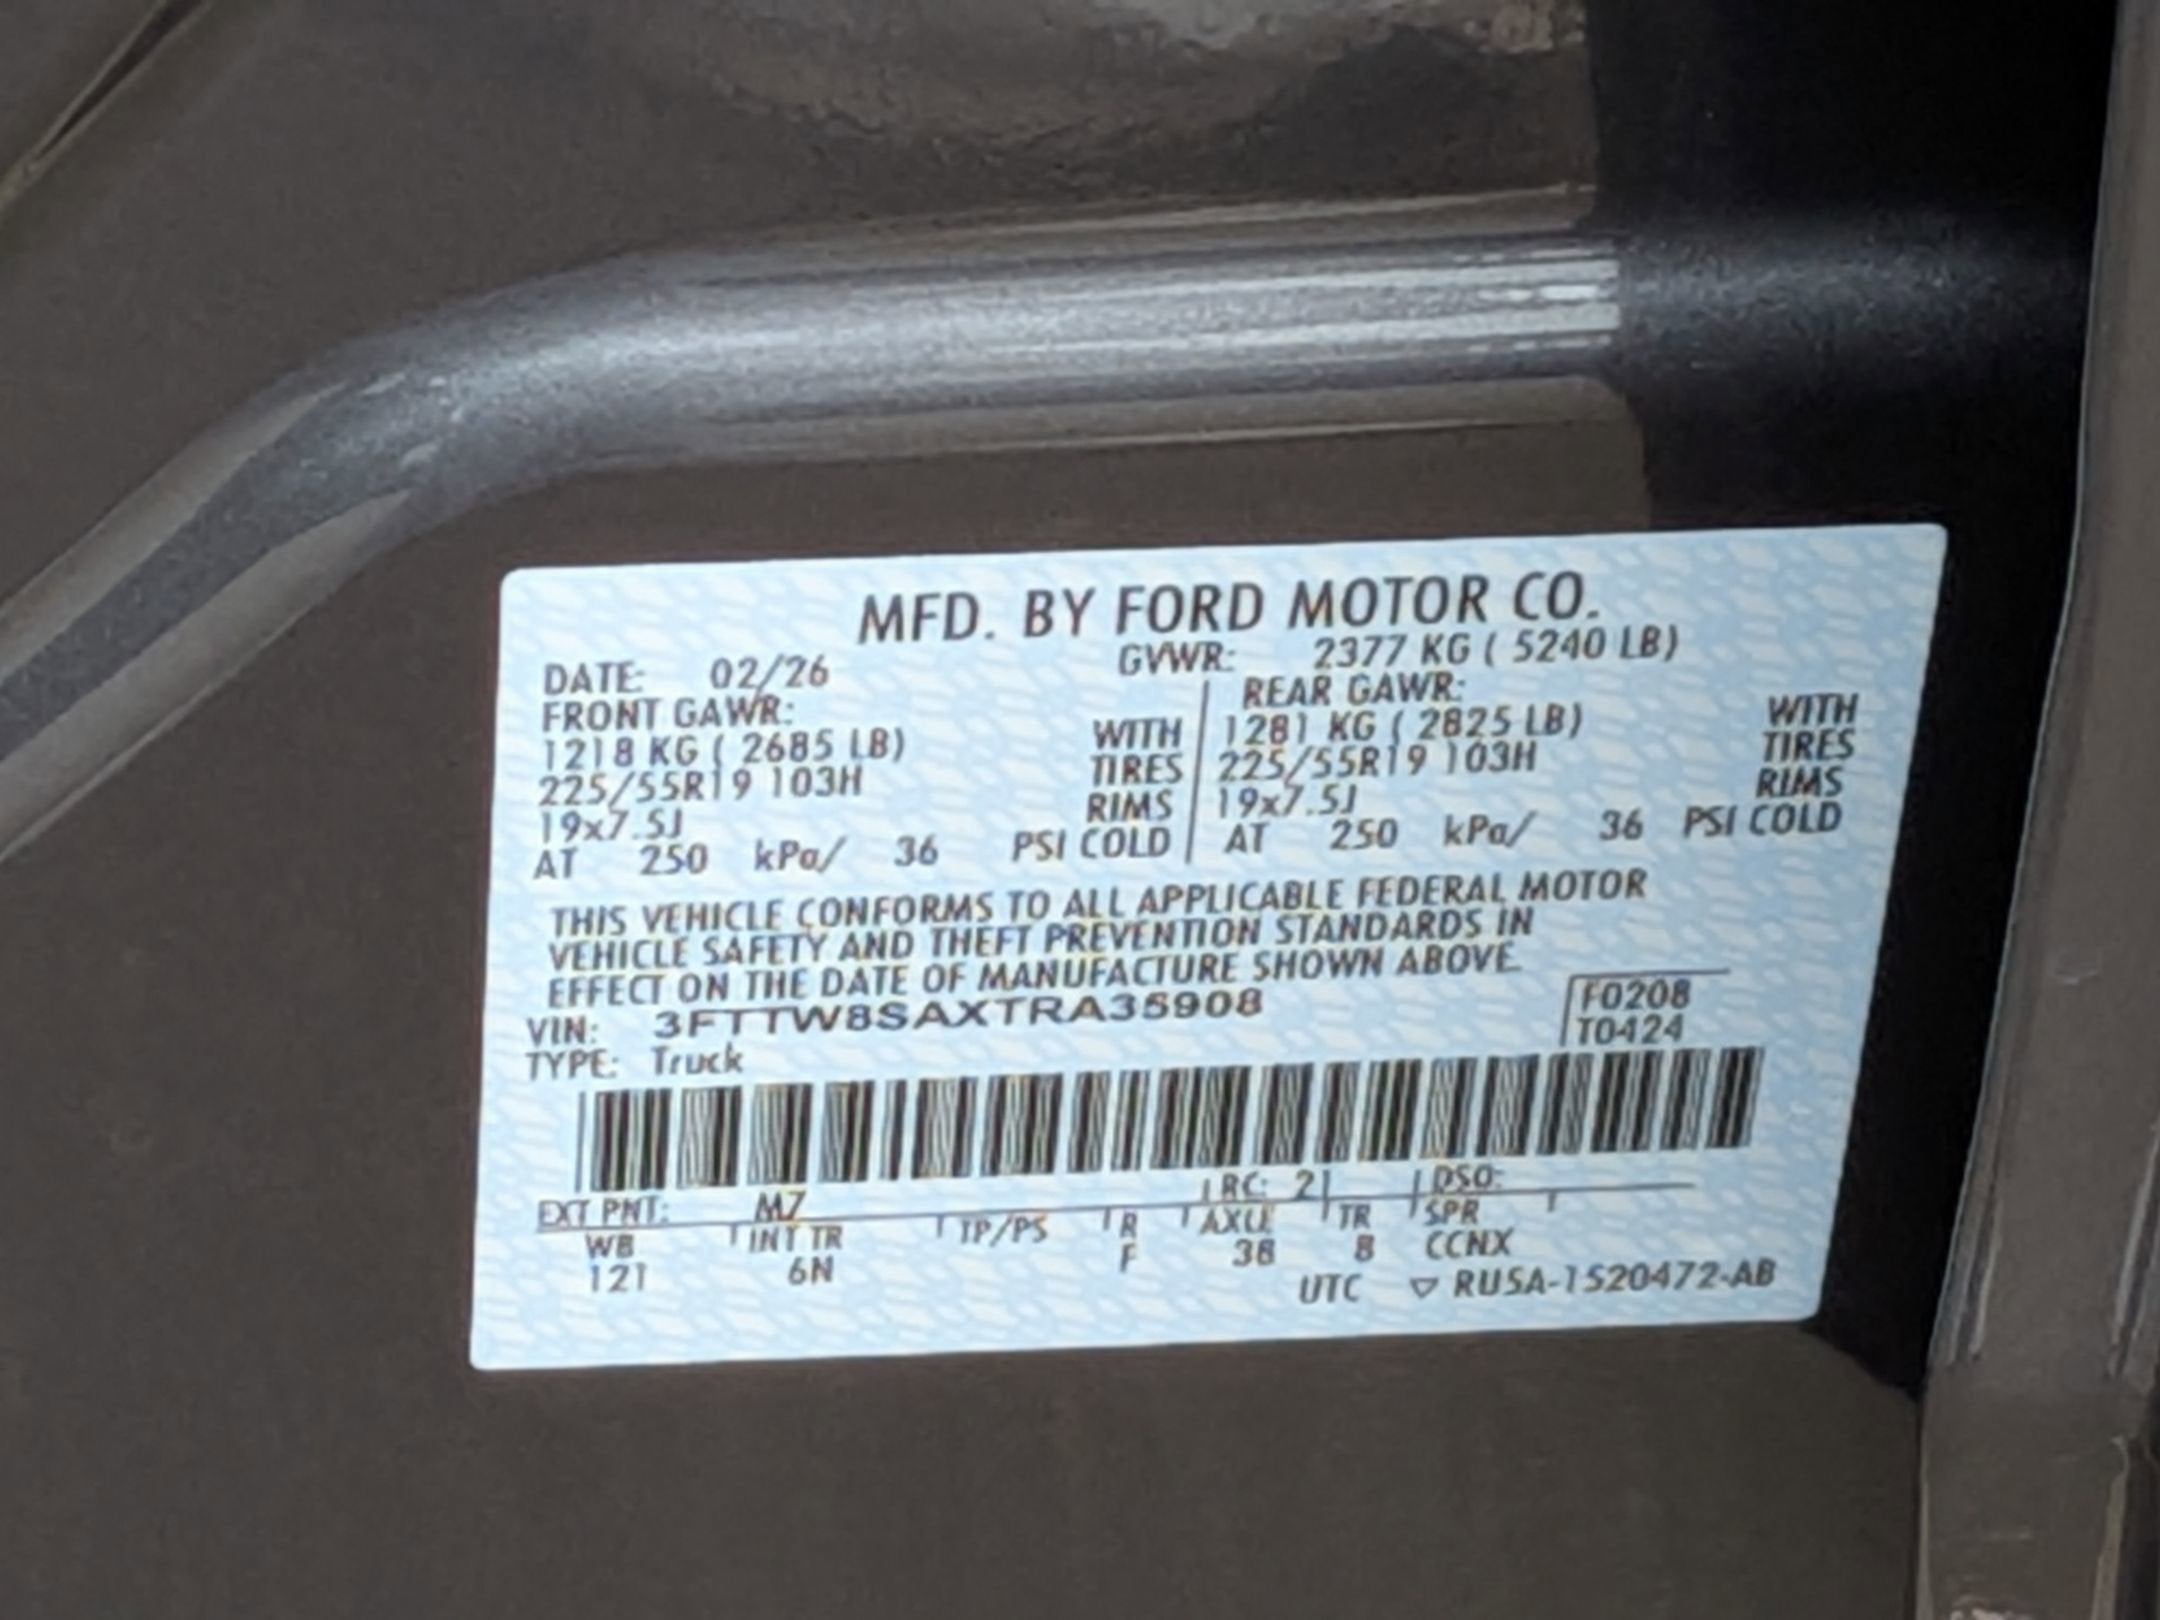 MFD. BY FORD MOTOR CO.
DATE: 02/26 GVWR: 2377 KG ( 5240 LB)
FRONT GAWR: REAR GAWR:
1218 KG ( 2685 LB) WITH 1281 KG ( 2825 LB) WITH
225/55R19 103H TIRES 225/55R19 103H TIRES
19x7.5J RIMS 19x7.5J RIMS
AT 250 kPa/ 36 PSI COLD AT 250 kPa/ 36 PSI COLD
THIS VEHICLE CONFORMS TO ALL APPLICABLE FEDERAL MOTOR
VEHICLE SAFETY AND THEFT PREVENTION STANDARDS IN
EFFECT ON THE DATE OF MANUFACTURE SHOWN ABOVE.
VIN: 3FTTW8SAXTRA35908
TYPE: Truck
F0208
T0424
EXT PNT: M7 RC: 21 DSO:
WB INT TR TP/PS R AXLE TR SPR
121 6N F 38 8 CCNX
UTC ▽ RUSA-1520472-AB